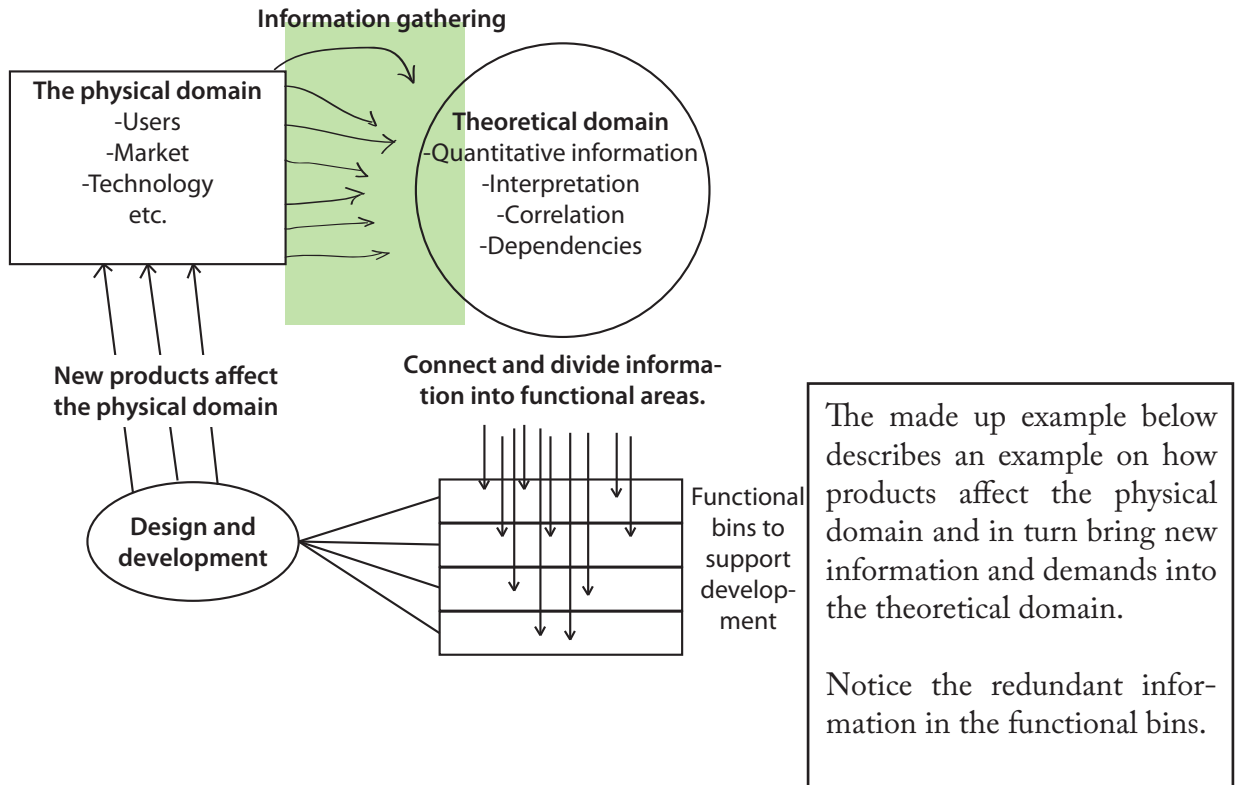 Information gathering
The physical domain
-Users
-Market
-Technology
etc.
Theoretical domain
-Quantitative information
-Interpretation
-Correlation
-Dependencies
New products affect
the physical domain
Connect and divide informa-
tion into functional areas.
Design and
development
Functional
bins to
support
develop-
ment
The made up example below
describes an example on how
products affect the physical
domain and in turn bring new
information and demands into
the theoretical domain.
Notice the redundant infor-
mation in the functional bins.